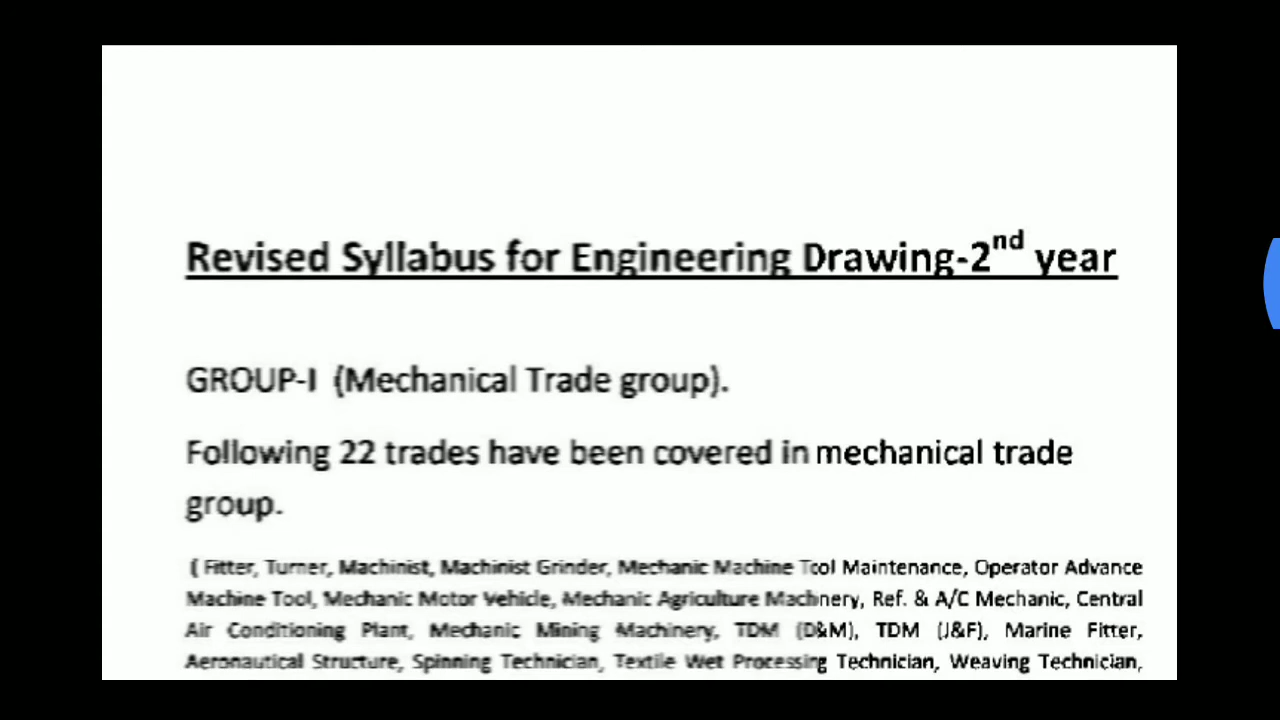 Revised Syllabus for Engineering Drawing-2nd year
GROUP-I (Mechanical Trade group).
Following 22 trades have been covered in mechanical trade
group.
( Fitter, Turner, Machinist, Machinist Grinder, Mechanic Machine Tool Maintenance, Operator Advance
Machine Tool, Mechanic Motor Vehicle, Mechanic Agriculture Machnery, Ref. & A/C Mechanic, Central
Air Conditioning Plant, Mechanic Mining Machinery, TDM (D&M), TDM (J&F), Marine Fitter,
Aeronautical Structure, Spinning Technician, Textile Wet Processing Technician, Weaving Technician,